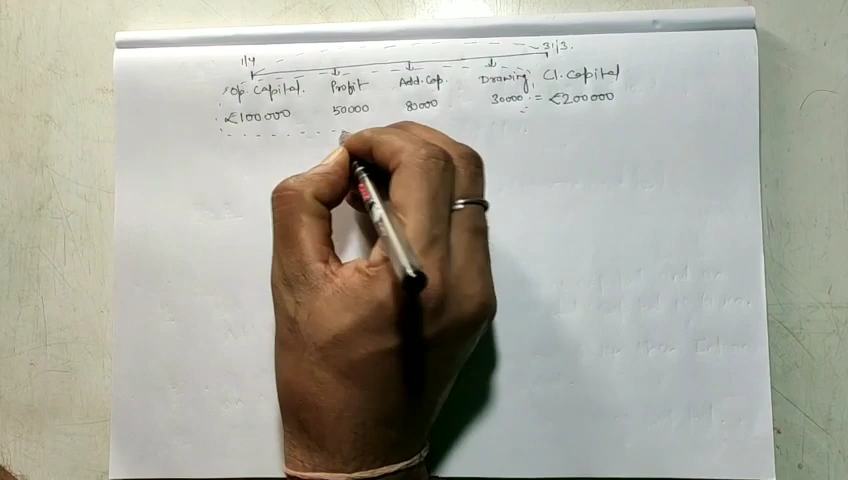 1/4 31/3.
Op. Capital. Profit Add. Cap. Drawing Cl. Capital
₹100000 50000 80000 30000 = ₹200000